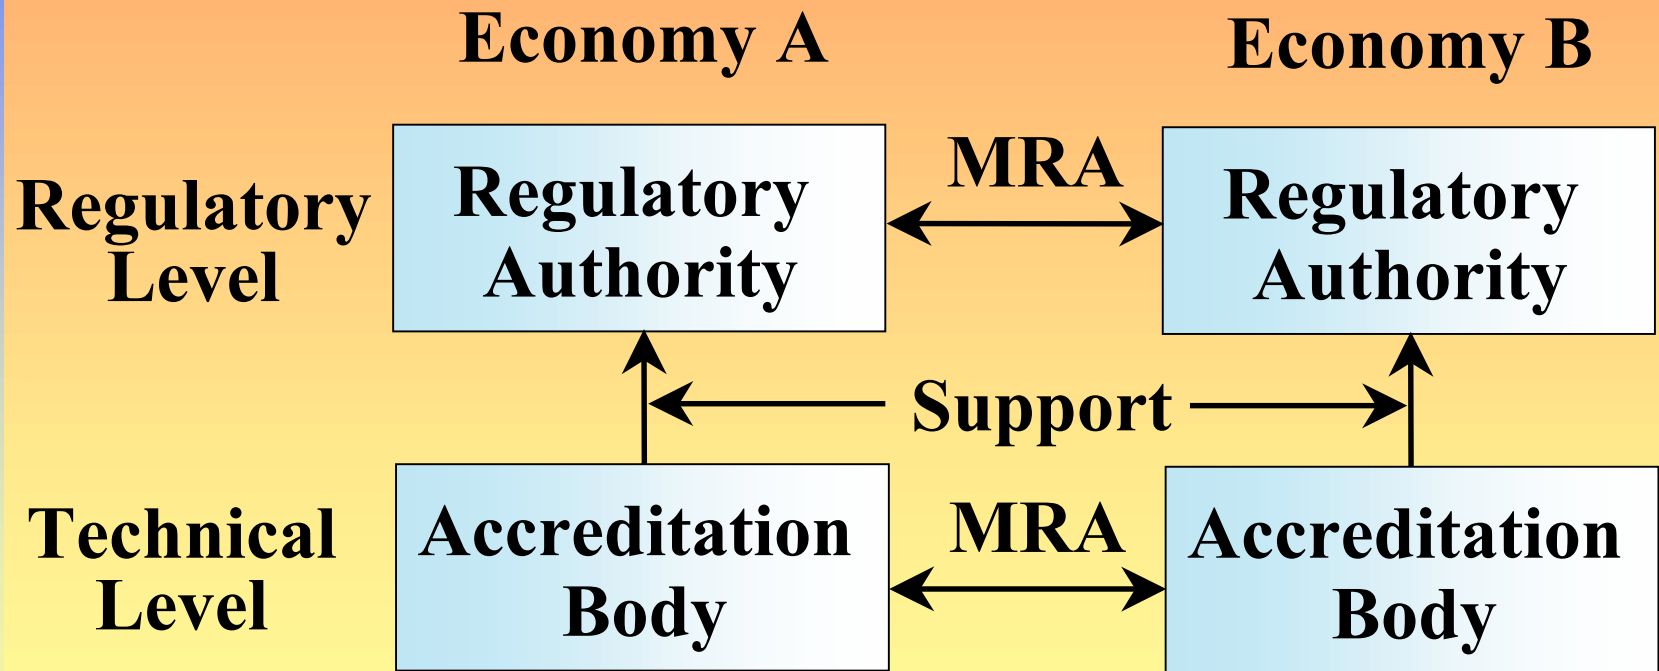 Economy A
Economy B
Regulatory
Level
Regulatory
Authority
MRA
Regulatory
Authority
Support
Technical
Level
Accreditation
Body
MRA
Accreditation
Body